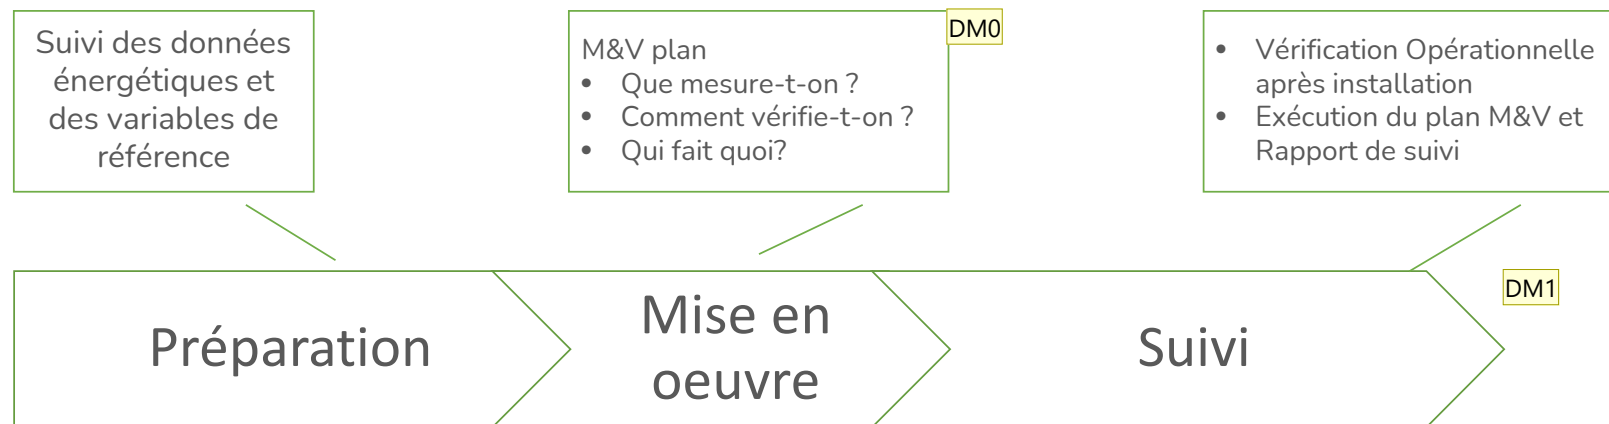 Suivi des données
énergétiques et
des variables de
référence
M&V plan
• Que mesure-t-on ?
• Comment vérifie-t-on ?
• Qui fait quoi?
DM0
• Vérification Opérationnelle
après installation
• Exécution du plan M&V et
Rapport de suivi
Préparation
Mise en
oeuvre
Suivi
DM1